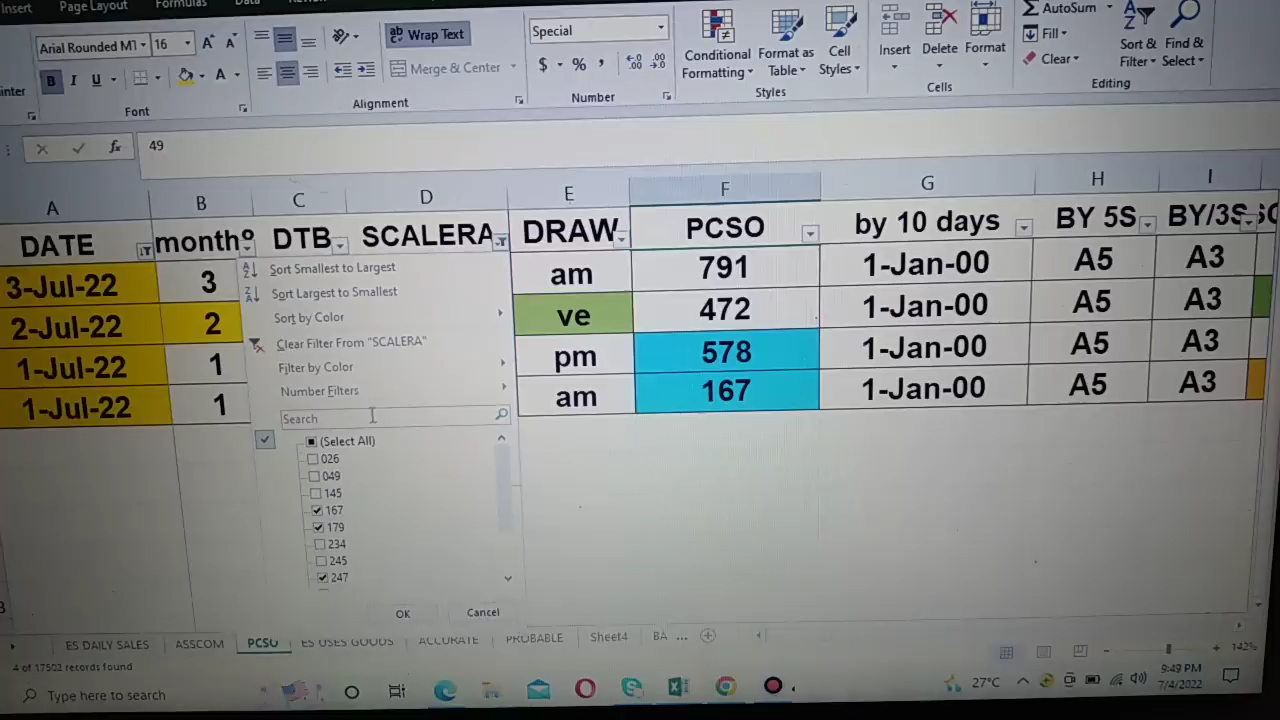 Insert Page Layout Formulas Data
Arial Rounded MT 16
Wrap Text
Special
inter
B I U
Merge & Center
$ % ,
Conditional Formatting
Format as Table
Cell Styles
Insert Delete Format
AutoSum
Fill
Clear
Sort & Filter
Find & Select
Font Alignment Number Styles Cells Editing
fx 49
A B C D E F G H I
DATE month DTB SCALERA DRAW PCSO by 10 days BY 5S BY/3S
3-Jul-22 3 am 791 1-Jan-00 A5 A3
2-Jul-22 2 ve 472 1-Jan-00 A5 A3
1-Jul-22 1 pm 578 1-Jan-00 A5 A3
1-Jul-22 1 am 167 1-Jan-00 A5 A3
Sort Smallest to Largest
Sort Largest to Smallest
Sort by Color
Clear Filter From "SCALERA"
Filter by Color
Number Filters
Search
(Select All)
026
049
145
167
179
234
245
247
OK Cancel
ES DAILY SALES ASSCOM PCSO ES USES GOODS ACCURATE PROBABLE Sheet4 BA ...
4 of 17502 records found
142%
Type here to search
27°C
9:49 PM
7/4/2022